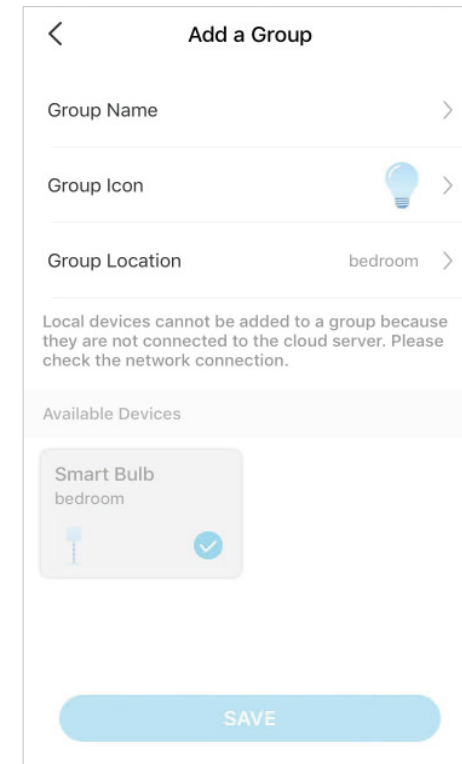 Add a Group
Group Name
Group Icon
Group Location bedroom
Local devices cannot be added to a group because
they are not connected to the cloud server. Please
check the network connection.
Available Devices
Smart Bulb
bedroom
SAVE